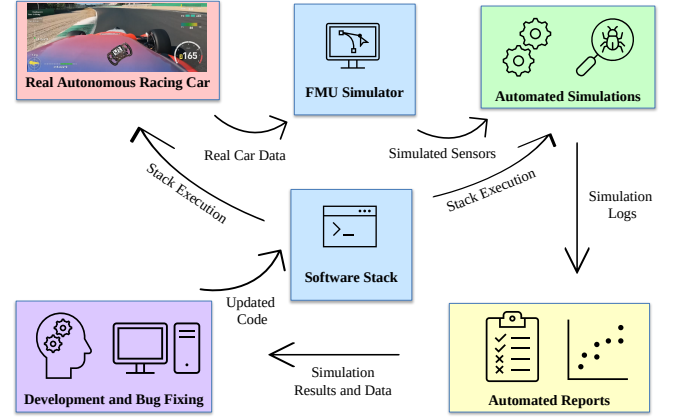 165
Real Autonomous Racing Car
FMU Simulator
Automated Simulations
Real Car Data
Simulated Sensors
Stack Execution
Stack Execution
Simulation
Logs
Software Stack
Updated
Code
Development and Bug Fixing
Simulation
Results and Data
Automated Reports